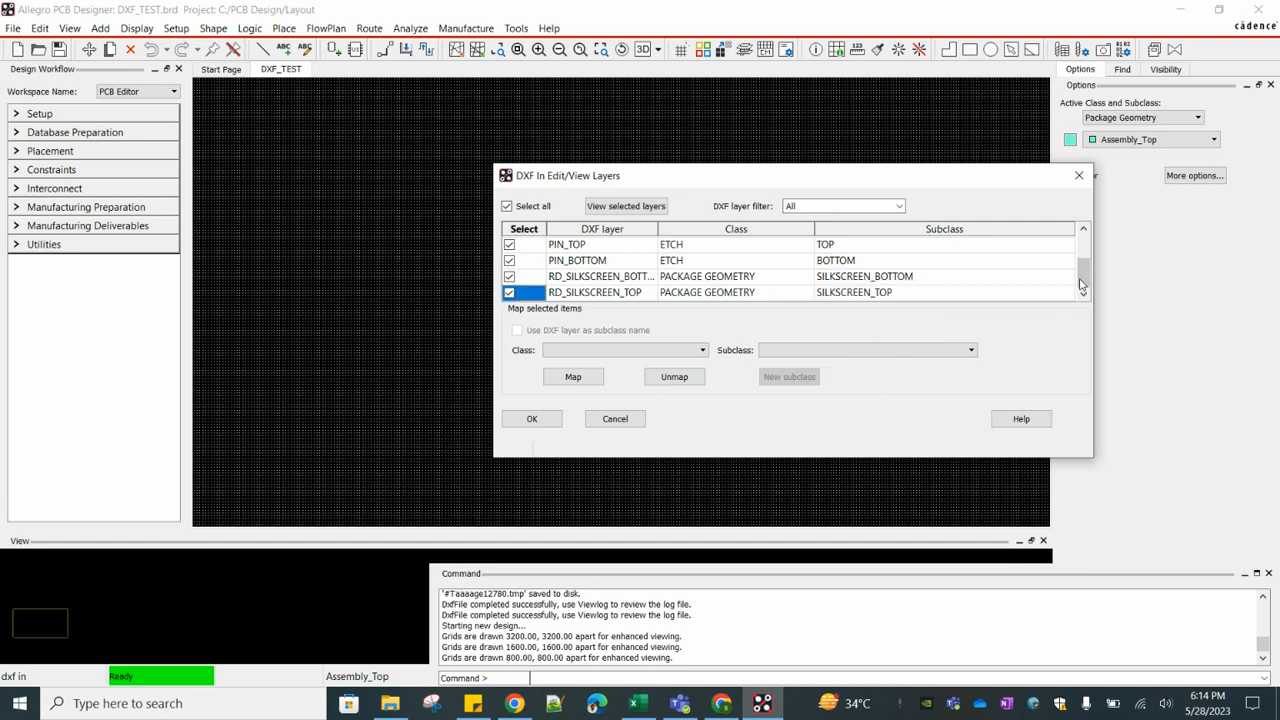 Allegro PCB Designer: DXF_TEST.brd Project: C:/PCB Design/Layout
File Edit View Add Display Setup Shape Logic Place FlowPlan Route Analyze Manufacture Tools Help
cādence
Design Workflow
Start Page
DXF_TEST
Options
Find
Visibility
Workspace Name: PCB Editor
Setup
Database Preparation
Placement
Constraints
Interconnect
Manufacturing Preparation
Manufacturing Deliverables
Utilities
Options
Active Class and Subclass:
Package Geometry
Assembly_Top
More options...
DXF In Edit/View Layers
Select all
View selected layers
DXF layer filter: All
Select DXF layer Class Subclass
PIN_TOP ETCH TOP
PIN_BOTTOM ETCH BOTTOM
RD_SILKSCREEN_BOTT... PACKAGE GEOMETRY SILKSCREEN_BOTTOM
RD_SILKSCREEN_TOP PACKAGE GEOMETRY SILKSCREEN_TOP
Map selected items
Use DXF layer as subclass name
Class:
Subclass:
Map
Unmap
New subclass
OK
Cancel
Help
View
Command
'#Taaaage12780.tmp' saved to disk.
DxfFile completed successfully, use Viewlog to review the log file.
DxfFile completed successfully, use Viewlog to review the log file.
Starting new design...
Grids are drawn 3200.00, 3200.00 apart for enhanced viewing.
Grids are drawn 1600.00, 1600.00 apart for enhanced viewing.
Grids are drawn 800.00, 800.00 apart for enhanced viewing.
dxf in
Ready
Assembly_Top
Command >
Type here to search
34°C
6:14 PM
5/28/2023